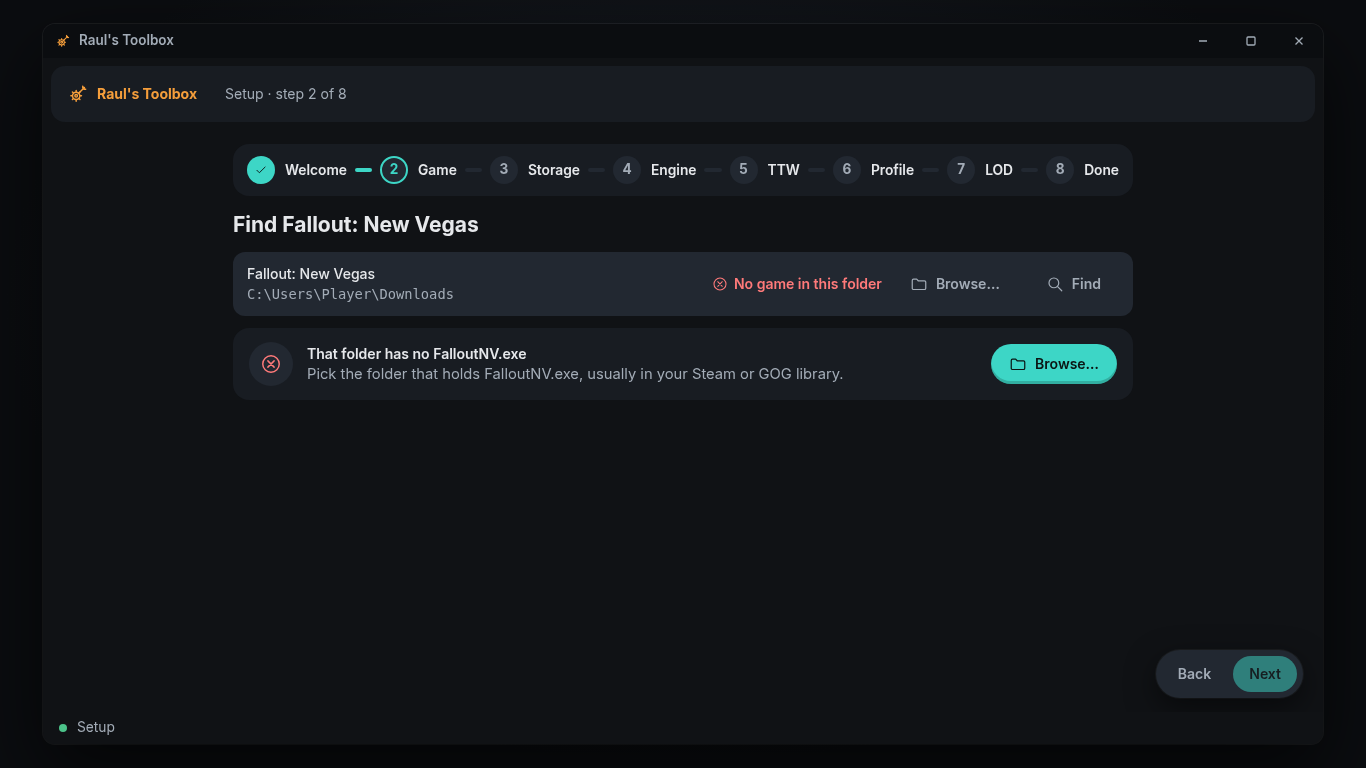 Raul's Toolbox
Raul's Toolbox Setup · step 2 of 8
Welcome 2 Game 3 Storage 4 Engine 5 TTW 6 Profile 7 LOD 8 Done
Find Fallout: New Vegas
Fallout: New Vegas
C:\Users\Player\Downloads
No game in this folder Browse... Find
That folder has no FalloutNV.exe
Pick the folder that holds FalloutNV.exe, usually in your Steam or GOG library.
Browse...
Back Next
Setup